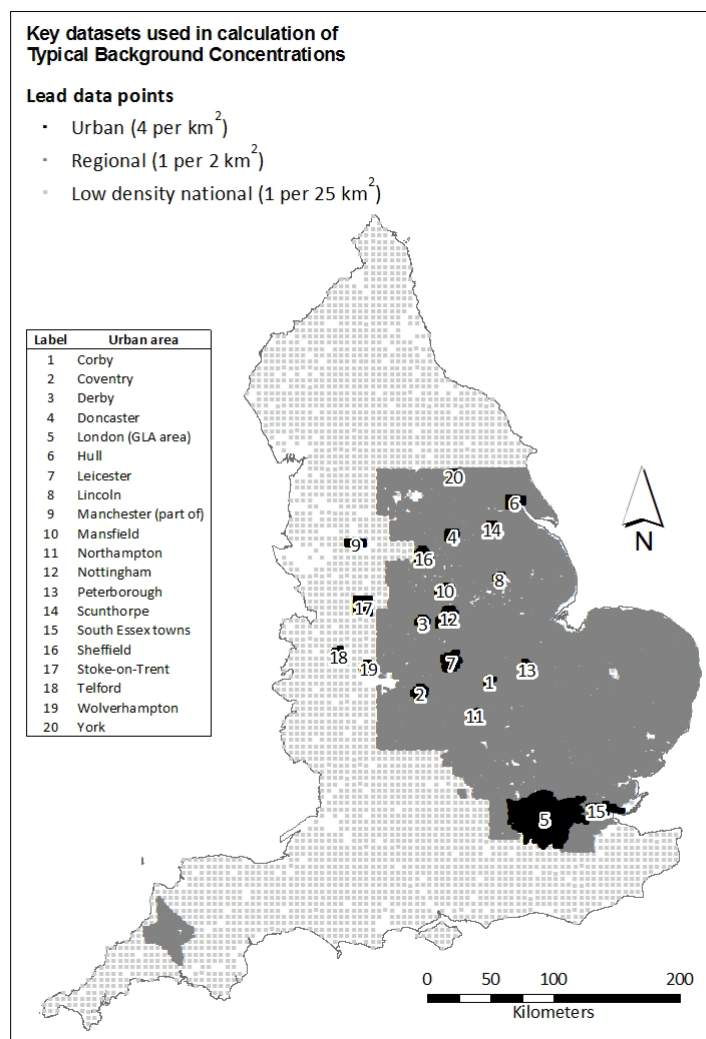 Key datasets used in calculation of
Typical Background Concentrations
Lead data points
Urban (4 per km²)
Regional (1 per 2 km²)
Low density national (1 per 25 km²)
Label Urban area
1 Corby
2 Coventry
3 Derby
4 Doncaster
5 London (GLA area)
6 Hull
7 Leicester
8 Lincoln
9 Manchester (part of)
10 Mansfield
11 Northampton
12 Nottingham
13 Peterborough
14 Scunthorpe
15 South Essex towns
16 Sheffield
17 Stoke-on-Trent
18 Telford
19 Wolverhampton
20 York
20
6
14
4
9
16
8
10
17
12
3
18
7
19
13
1
2
11
15
5
N
0 50 100 200
Kilometers